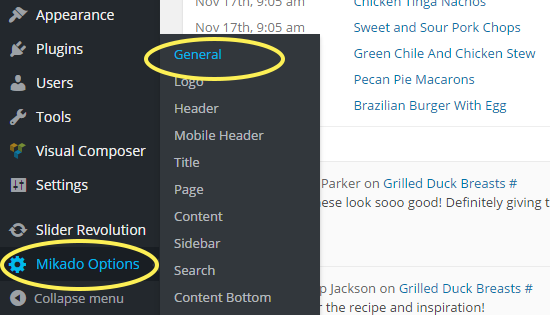 Appearance
Plugins
Users
Tools
Visual Composer
Settings
Slider Revolution
Mikado Options
Collapse menu
General
Logo
Header
Mobile Header
Title
Page
Content
Sidebar
Search
Content Bottom
Nov 17th, 9:05 am Chicken Tinga Nachos
Nov 17th, 9:05 am Sweet and Sour Pork Chops
Green Chile And Chicken Stew
Pecan Pie Macarons
Brazilian Burger With Egg
Parker on Grilled Duck Breasts #
look sooo good! Definitely giving
Jackson on Grilled Duck Breasts #
the recipe and inspiration!